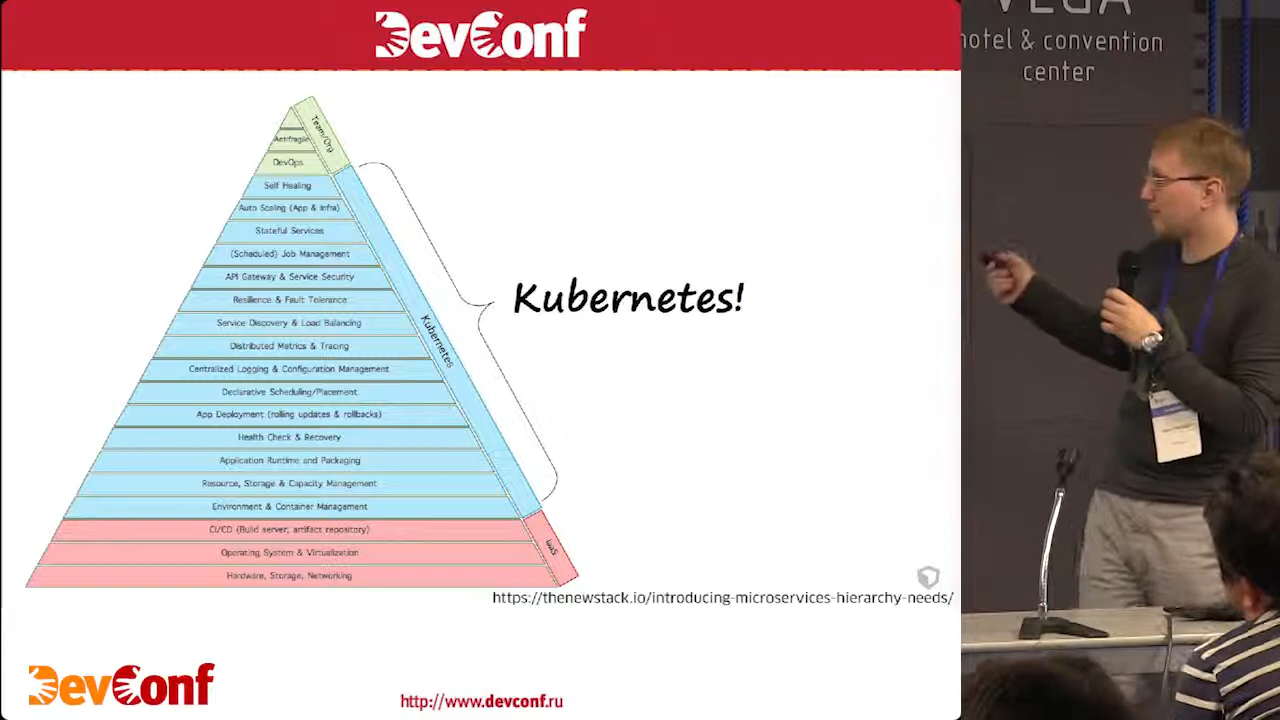 DevConf
VEGA
hotel & convention
center
Team/Org
Antifragile
DevOps
Self Healing
Auto Scaling (App & Infra)
Stateful Services
(Scheduled) Job Management
API Gateway & Service Security
Resilience & Fault Tolerance
Service Discovery & Load Balancing
Distributed Metrics & Tracing
Centralized Logging & Configuration Management
Declarative Scheduling/Placement
App Deployment (rolling updates & rollbacks)
Health Check & Recovery
Application Runtime and Packaging
Resource, Storage & Capacity Management
Environment & Container Management
CI/CD (Build server, artifact repository)
Operating System & Virtualization
Hardware, Storage, Networking
Kubernetes
IaaS
Kubernetes!
https://thenewstack.io/introducing-microservices-hierarchy-needs/
DevConf
http://www.devconf.ru